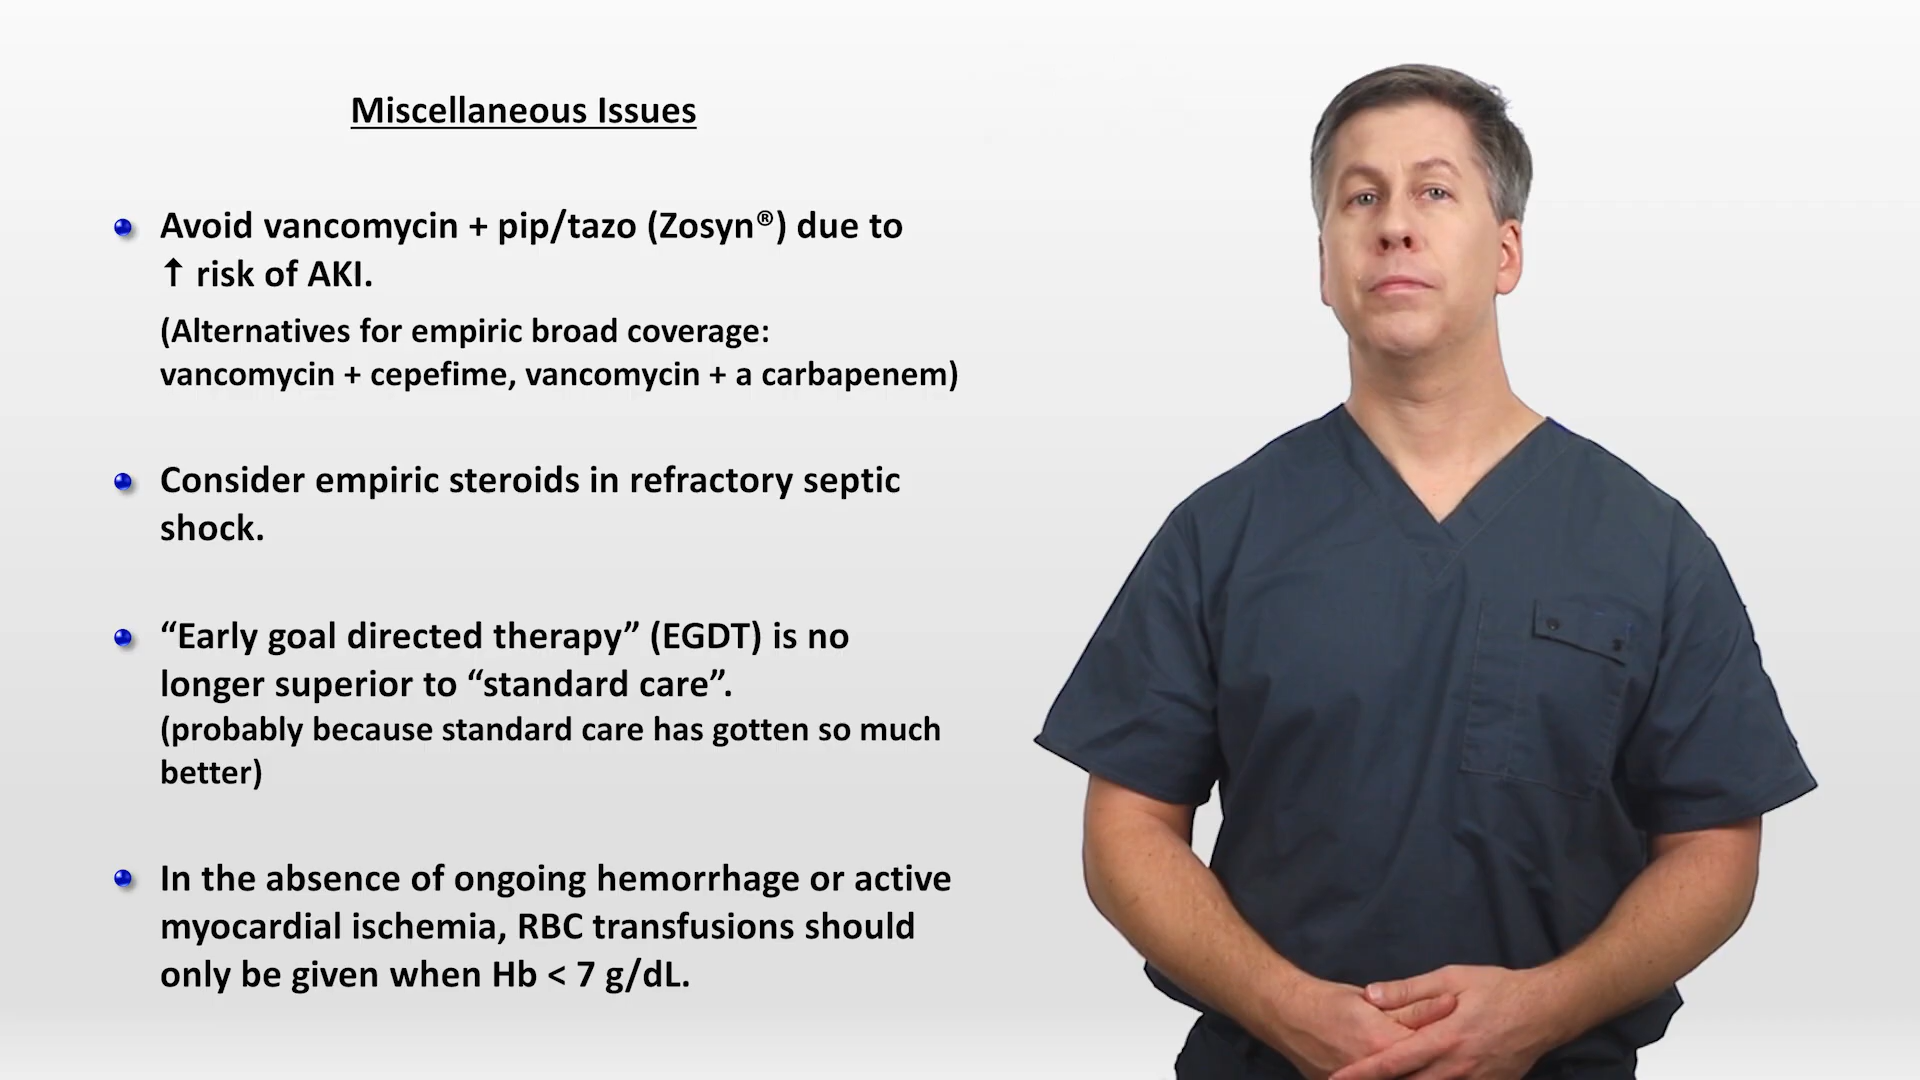 Miscellaneous Issues
Avoid vancomycin + pip/tazo (Zosyn®) due to
↑ risk of AKI.
(Alternatives for empiric broad coverage:
vancomycin + cepefime, vancomycin + a carbapenem)
Consider empiric steroids in refractory septic
shock.
“Early goal directed therapy” (EGDT) is no
longer superior to “standard care”.
(probably because standard care has gotten so much
better)
In the absence of ongoing hemorrhage or active
myocardial ischemia, RBC transfusions should
only be given when Hb < 7 g/dL.